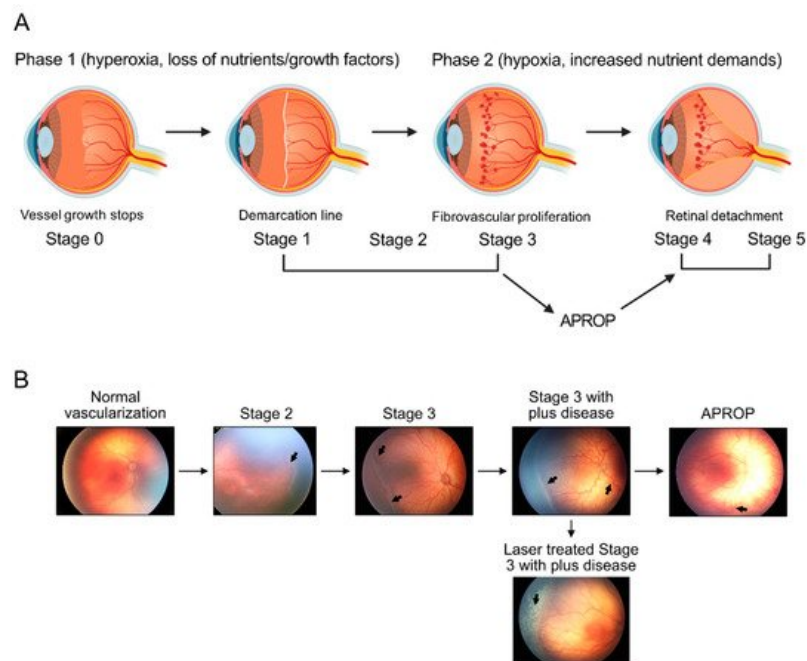 A
Phase 1 (hyperoxia, loss of nutrients/growth factors)
Phase 2 (hypoxia, increased nutrient demands)
Vessel growth stops
Demarcation line
Fibrovascular proliferation
Retinal detachment
Stage 0
Stage 1
Stage 2
Stage 3
Stage 4
Stage 5
APROP
B
Normal
vascularization
Stage 2
Stage 3
Stage 3 with
plus disease
APROP
Laser treated Stage
3 with plus disease